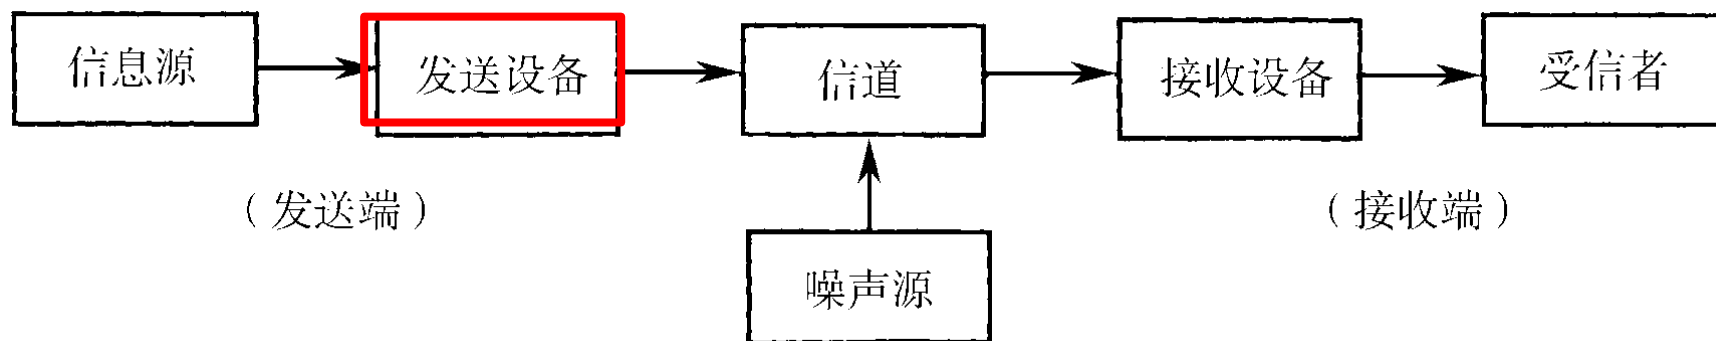 信息源 发送设备 信道 接收设备 受信者
（发送端） （接收端）
噪声源